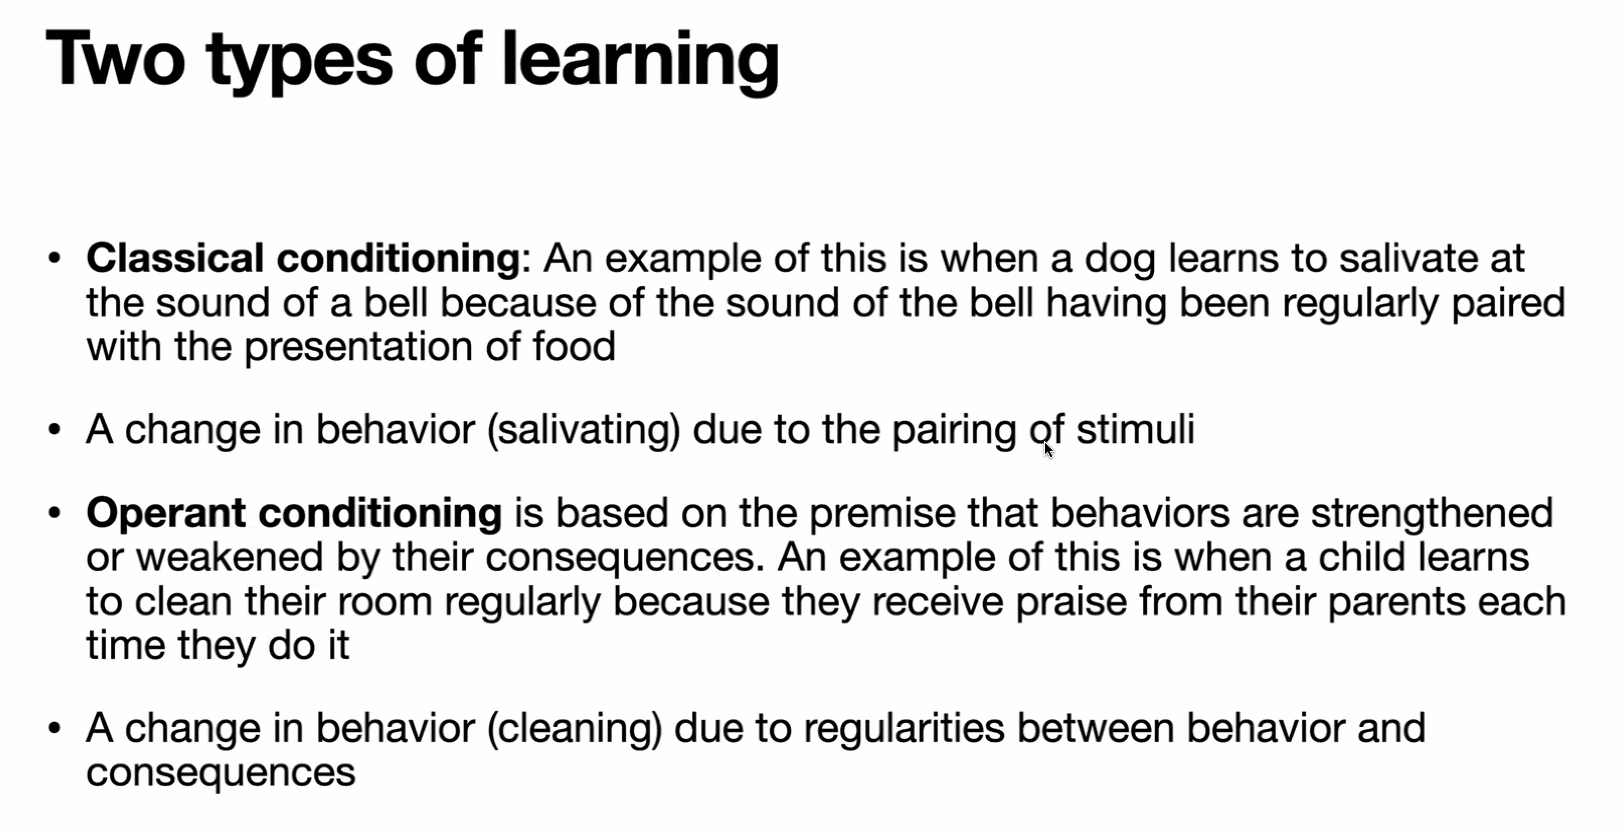 Two types of learning
• Classical conditioning: An example of this is when a dog learns to salivate at
the sound of a bell because of the sound of the bell having been regularly paired
with the presentation of food
• A change in behavior (salivating) due to the pairing of stimuli
• Operant conditioning is based on the premise that behaviors are strengthened
or weakened by their consequences. An example of this is when a child learns
to clean their room regularly because they receive praise from their parents each
time they do it
• A change in behavior (cleaning) due to regularities between behavior and
consequences